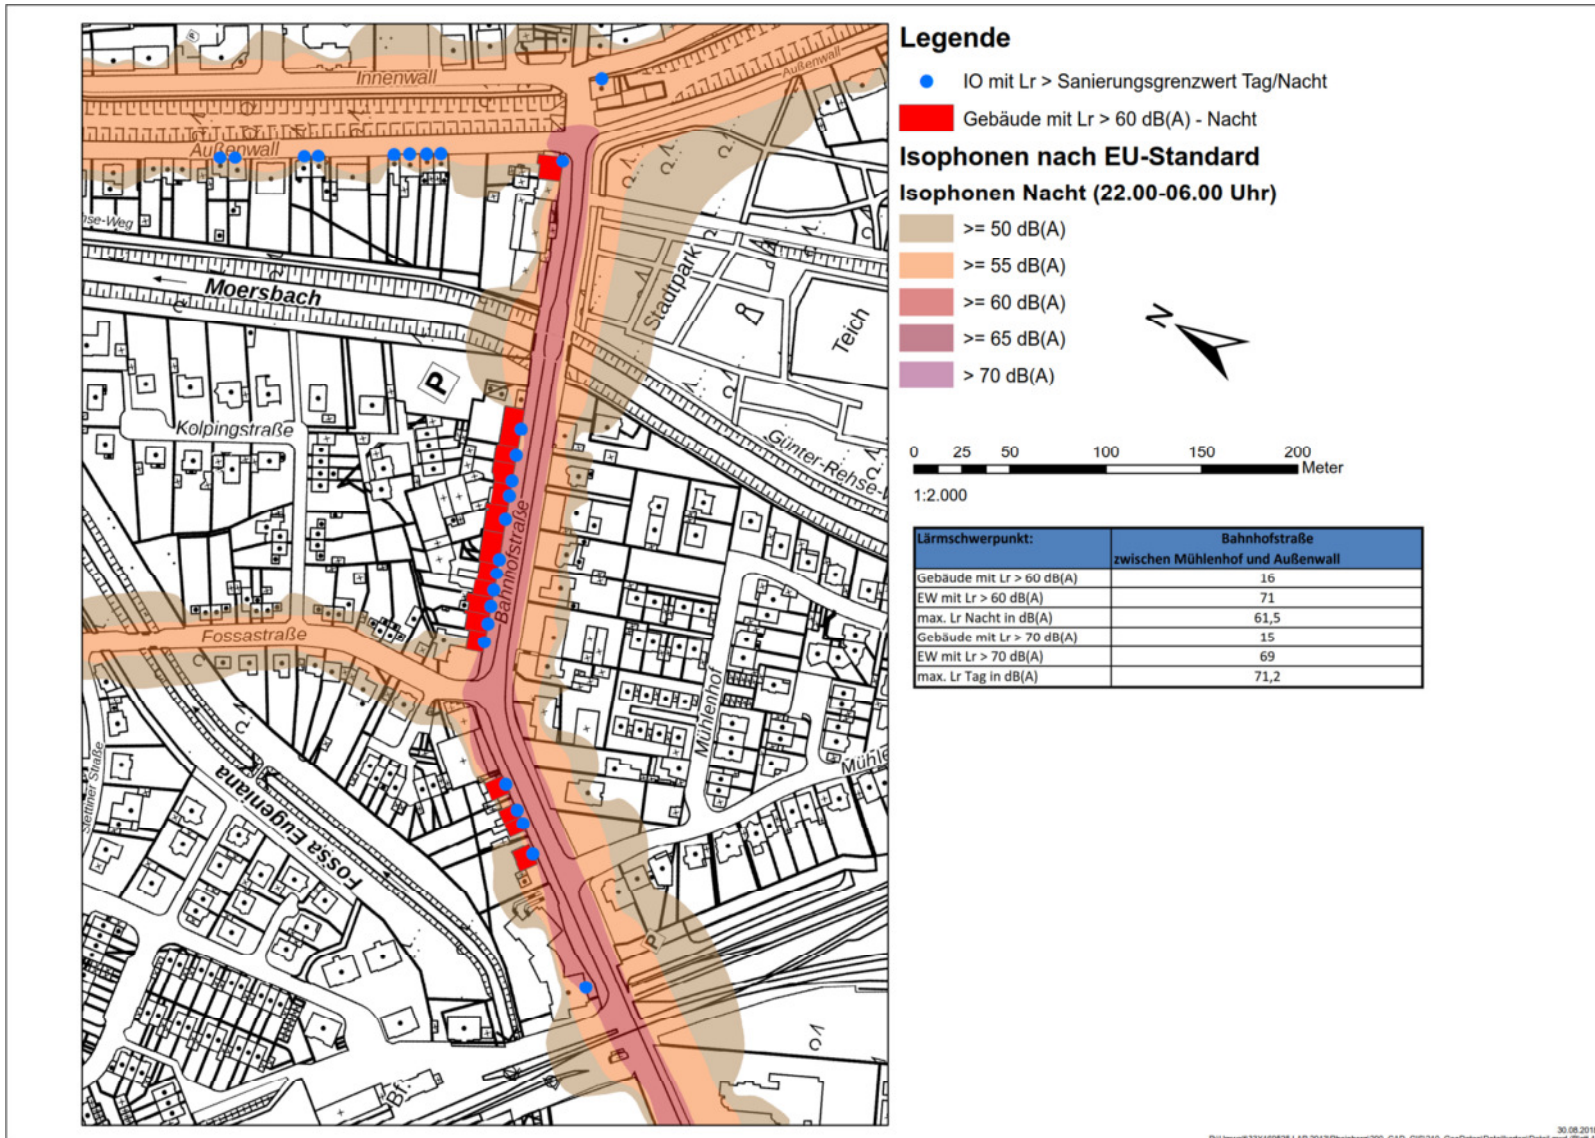 Innenwall
Außenwall
Außenwall
Moersbach
Stadtpark
Teich
P
Kolpingstraße
Günter-Rehse-
Bahnhofstraße
Fossastraße
Mühlenhof
Fossa Eugeniana
Stettiner Straße
P
Bf.
Legende
IO mit Lr > Sanierungsgrenzwert Tag/Nacht
Gebäude mit Lr > 60 dB(A) - Nacht
Isophonen nach EU-Standard
Isophonen Nacht (22.00-06.00 Uhr)
>= 50 dB(A)
>= 55 dB(A)
>= 60 dB(A)
>= 65 dB(A)
> 70 dB(A)
N
0 25 50 100 150 200
Meter
1:2.000
Lärmschwerpunkt: Bahnhofstraße
zwischen Mühlenhof und Außenwall
Gebäude mit Lr > 60 dB(A) 16
EW mit Lr > 60 dB(A) 71
max. Lr Nacht in dB(A) 61,5
Gebäude mit Lr > 70 dB(A) 15
EW mit Lr > 70 dB(A) 69
max. Lr Tag in dB(A) 71,2